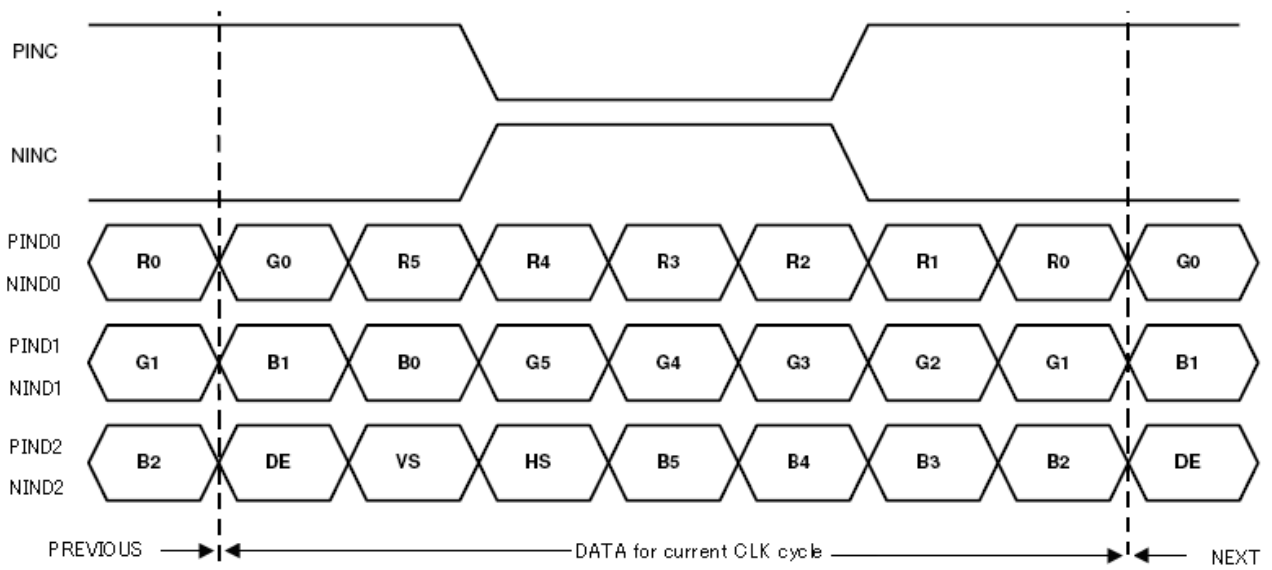 PINC
NINC
PIND0
NIND0
R0 G0 R5 R4 R3 R2 R1 R0 G0
PIND1
NIND1
G1 B1 B0 G5 G4 G3 G2 G1 B1
PIND2
NIND2
B2 DE VS HS B5 B4 B3 B2 DE
PREVIOUS DATA for current CLK cycle NEXT